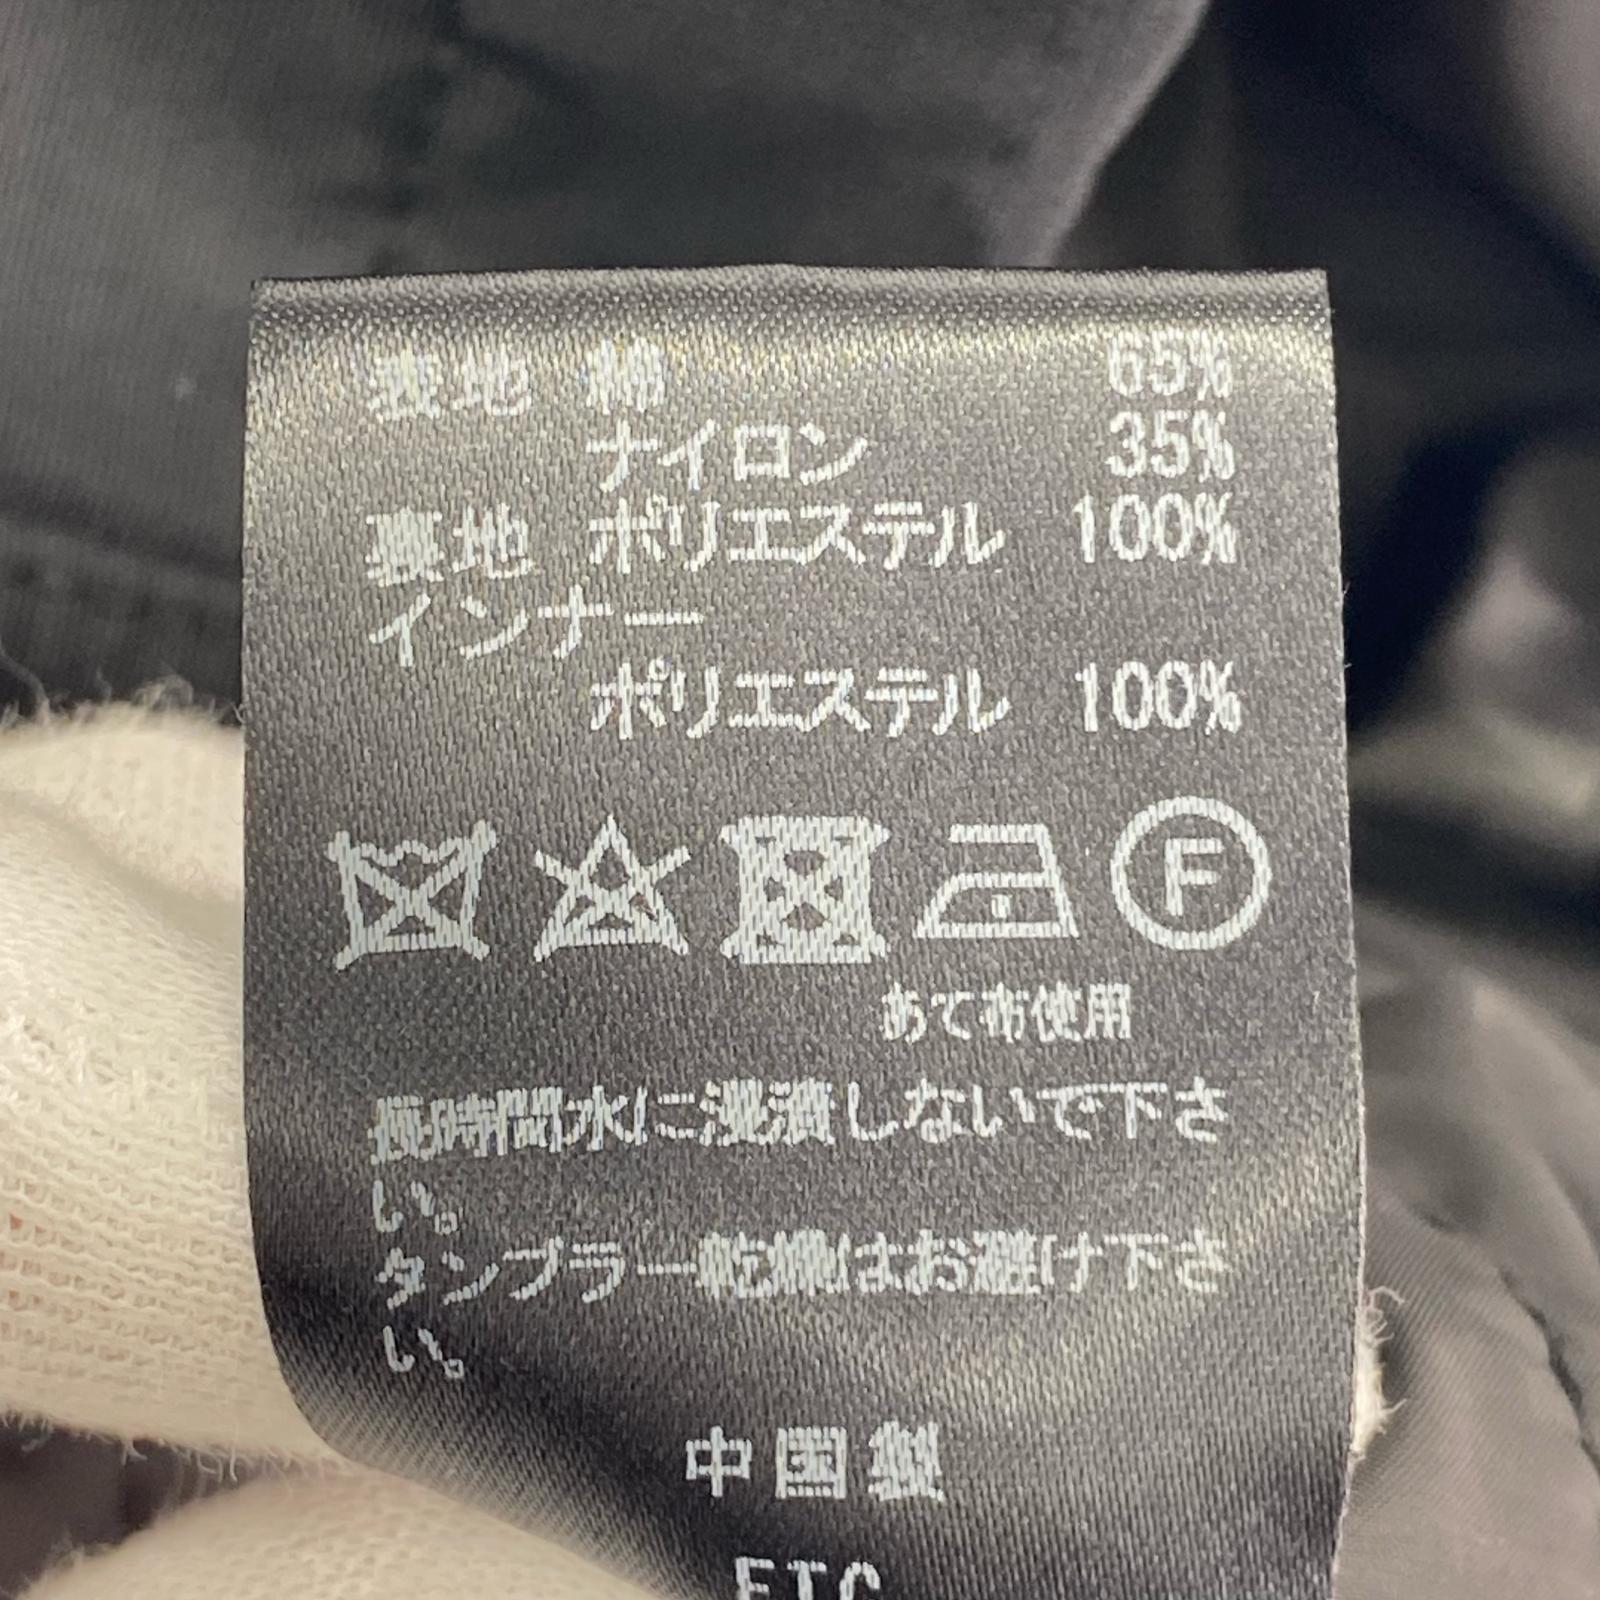 表地 綿 65%
ナイロン 35%
裏地 ポリエステル 100%
インナー
ポリエステル 100%
F
あて布使用
長時間水に浸漬しないで下さ
い。
タンブラー乾燥はお避け下さ
い。
中国製